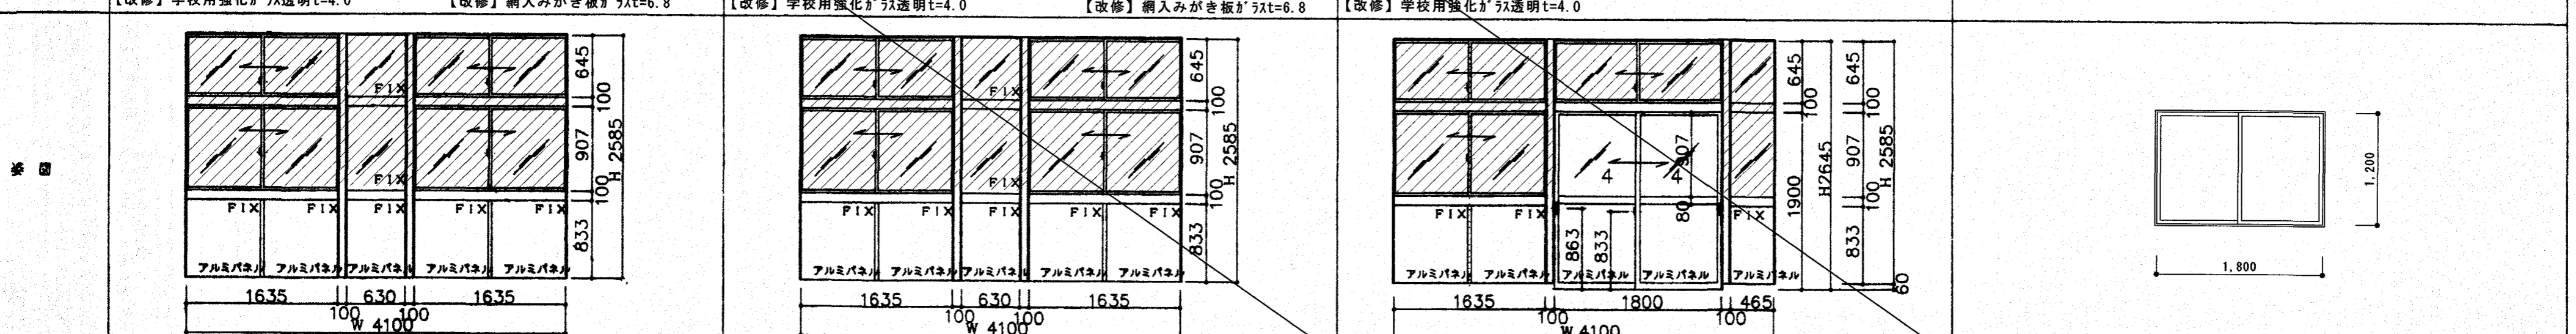 【改修】学校用強化ガラス透明t=4.0 【改修】網入みがき板ガラスt=6.8 【改修】学校用強化ガラス透明t=4.0 【改修】網入みがき板ガラスt=6.8 【改修】学校用強化ガラス透明t=4.0
姿図
FIX
FIX
FIX FIX FIX FIX FIX
アルミパネル アルミパネル アルミパネル アルミパネル アルミパネル
645
100
907
100
833
H 2585
1635 630 1635
100 100
W 4100
FIX
FIX
FIX FIX FIX FIX FIX
アルミパネル アルミパネル アルミパネル アルミパネル アルミパネル
645
100
907
100
833
H 2585
1635 630 1635
100 100
W 4100
4 4
907
80
FIX FIX FIX
863 833
アルミパネル アルミパネル アルミパネル アルミパネル アルミパネル
645
100
1900
H2645
645
100
907
100
833
60
H 2585
1635 1800 465
100 100
W 4100
1,200
1,800